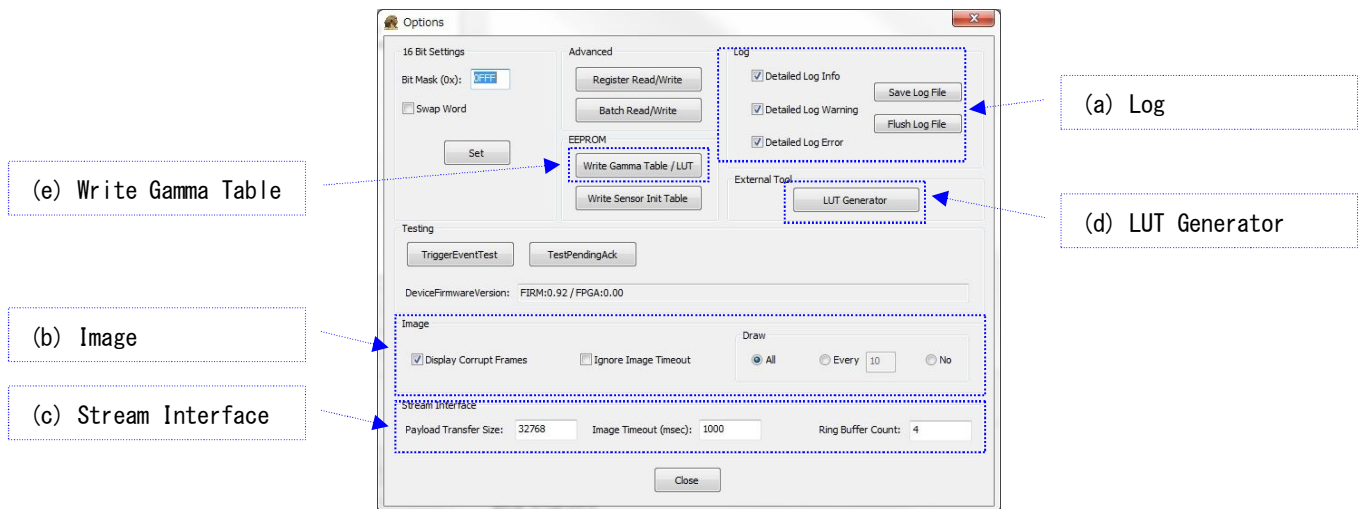 Options
16 Bit Settings
Bit Mask (0x): 0FFF
Swap Word
Set
Advanced
Register Read/Write
Batch Read/Write
EEPROM
Write Gamma Table / LUT
Write Sensor Init Table
Log
Detailed Log Info
Detailed Log Warning
Detailed Log Error
Save Log File
Flush Log File
External Tool
LUT Generator
Testing
TriggerEventTest TestPendingAck
DeviceFirmwareVersion: FIRM:0.92 / FPGA:0.00
Image
Display Corrupt Frames Ignore Image Timeout
Draw
All Every 10 No
Stream Interface
Payload Transfer Size: 32768 Image Timeout (msec): 1000 Ring Buffer Count: 4
Close
(a) Log
(e) Write Gamma Table
(d) LUT Generator
(b) Image
(c) Stream Interface